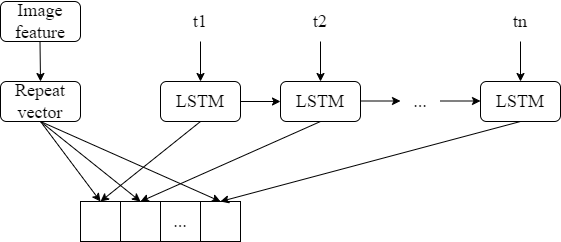 Image
feature
t1
t2
tn
Repeat
vector
LSTM
LSTM
...
LSTM
...